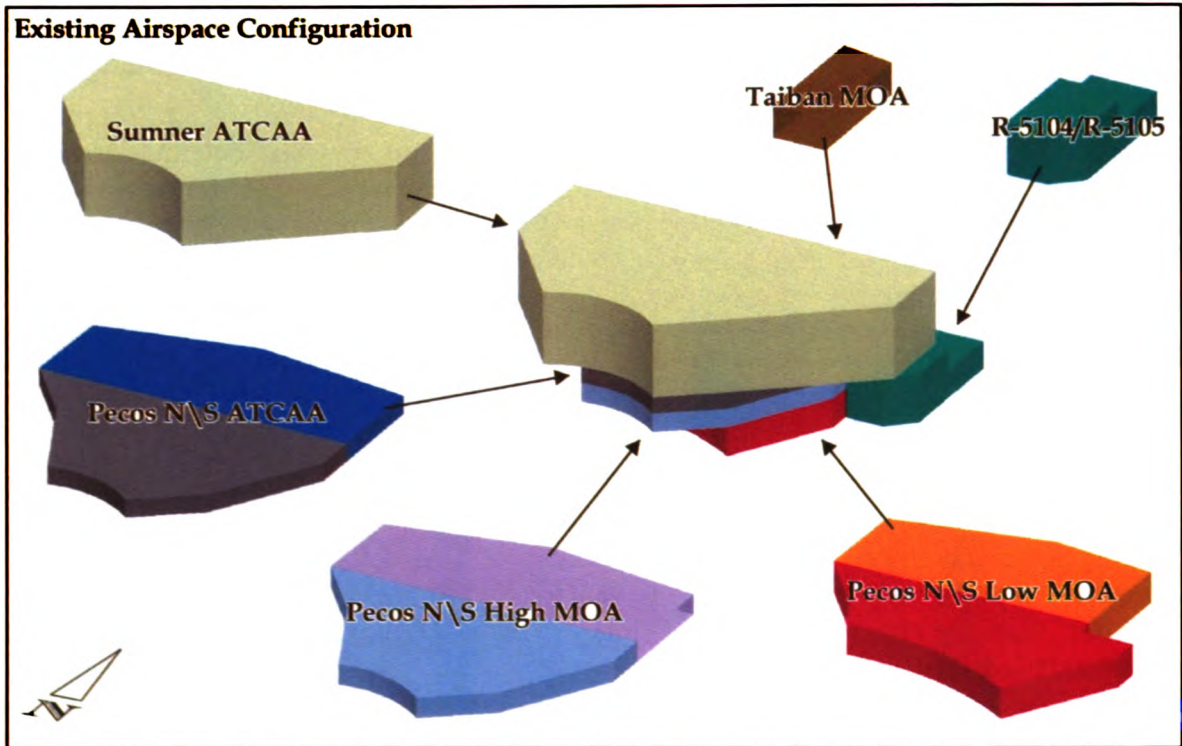 Existing Airspace Configuration
Sumner ATCAA
Taiban MOA
R-5104/R-5105
Pecos N\S ATCAA
Pecos N\S High MOA
Pecos N\S Low MOA
N